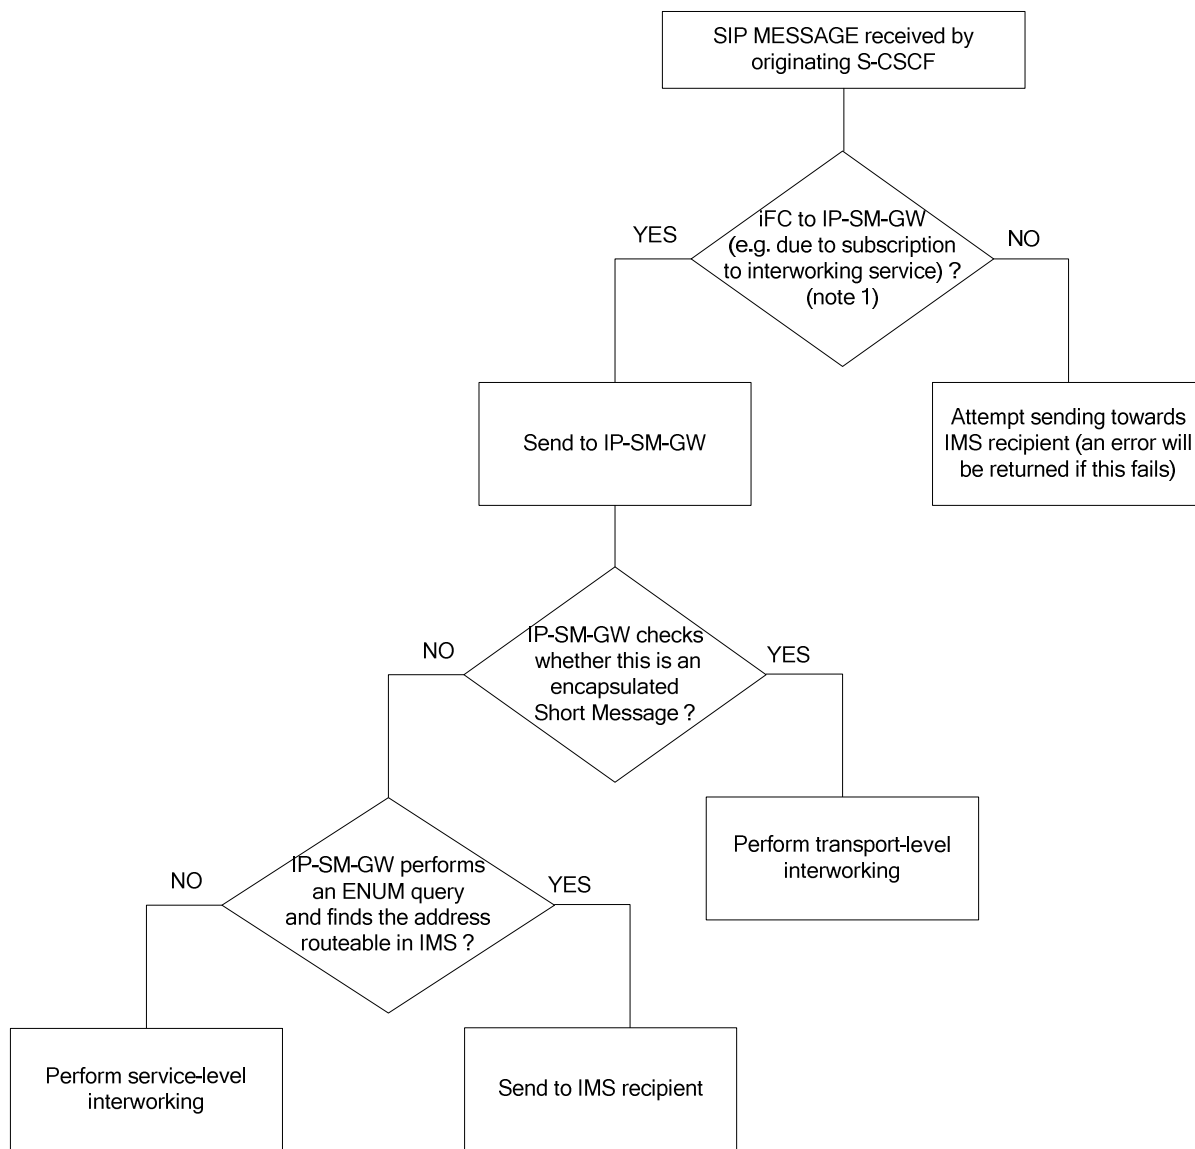 SIP MESSAGE received by
originating S-CSCF
iFC to IP-SM-GW
(e.g. due to subscription
to interworking service) ?
(note 1)
YES
NO
Send to IP-SM-GW
Attempt sending towards
IMS recipient (an error will
be returned if this fails)
IP-SM-GW checks
whether this is an
encapsulated
Short Message ?
NO
YES
Perform transport-level
interworking
IP-SM-GW performs
an ENUM query
and finds the address
routeable in IMS ?
NO
YES
Perform service-level
interworking
Send to IMS recipient